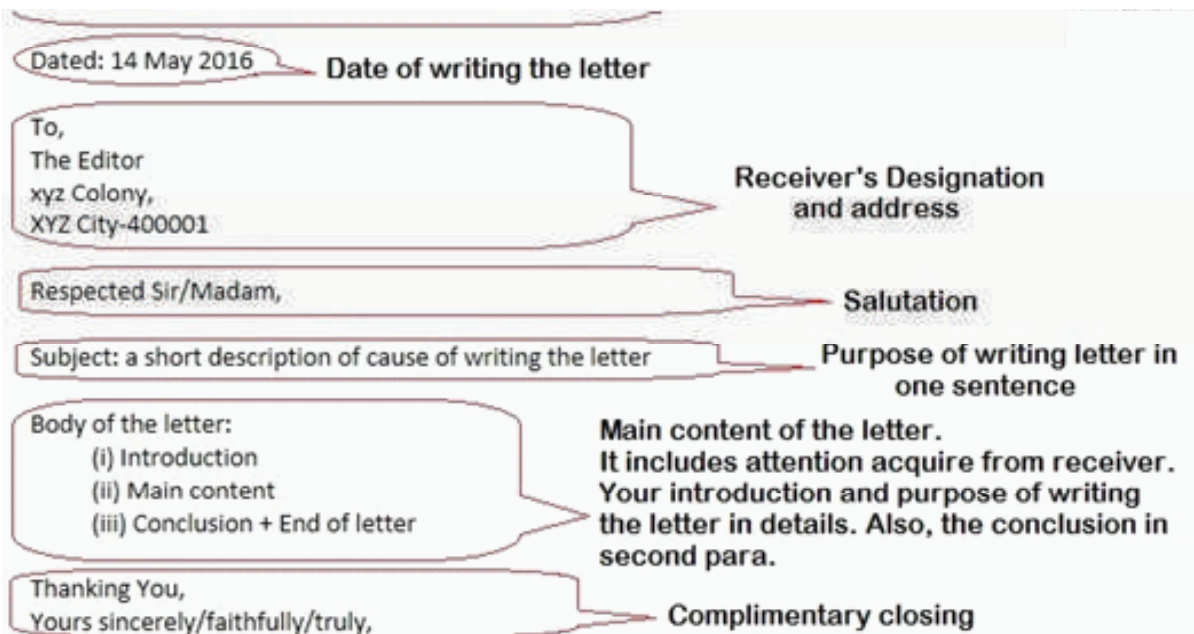 Dated: 14 May 2016
Date of writing the letter
To,
The Editor
xyz Colony,
XYZ City-400001
Receiver's Designation
and address
Respected Sir/Madam,
Salutation
Subject: a short description of cause of writing the letter
Purpose of writing letter in
one sentence
Body of the letter:
(i) Introduction
(ii) Main content
(iii) Conclusion + End of letter
Main content of the letter.
It includes attention acquire from receiver.
Your introduction and purpose of writing
the letter in details. Also, the conclusion in
second para.
Thanking You,
Yours sincerely/faithfully/truly,
Complimentary closing